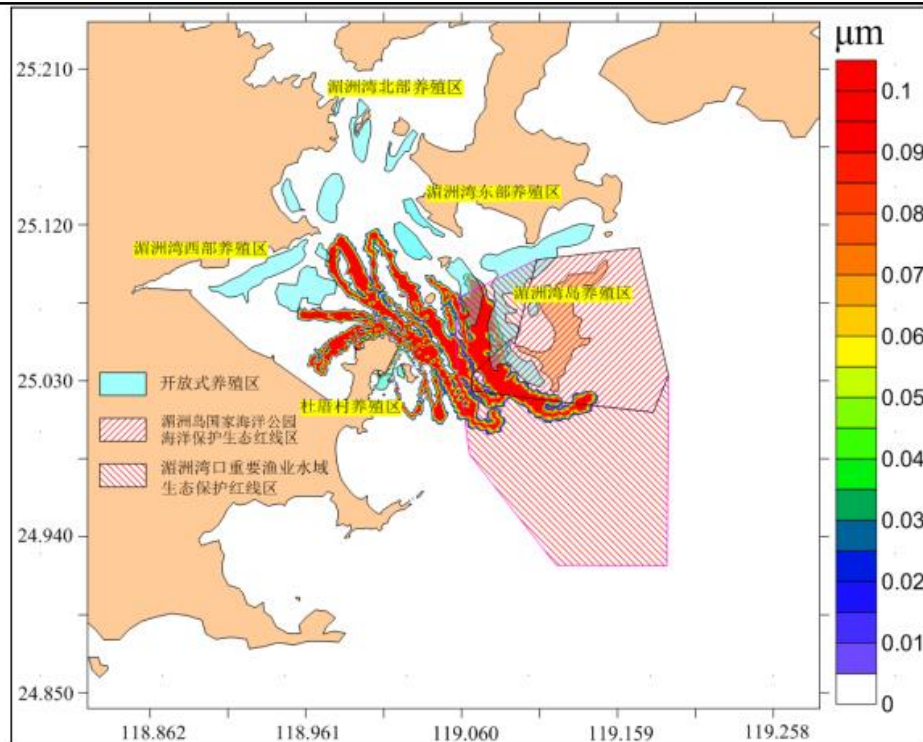 μm
25.210
25.120
25.030
24.940
24.850
湄洲湾北部养殖区
湄洲湾东部养殖区
湄洲湾西部养殖区
湄洲湾岛养殖区
杜厝村养殖区
开放式养殖区
湄洲岛国家海洋公园
海洋保护生态红线区
湄洲湾口重要渔业水域
生态保护红线区
118.862
118.961
119.060
119.159
119.258
0.1
0.09
0.08
0.07
0.06
0.05
0.04
0.03
0.02
0.01
0